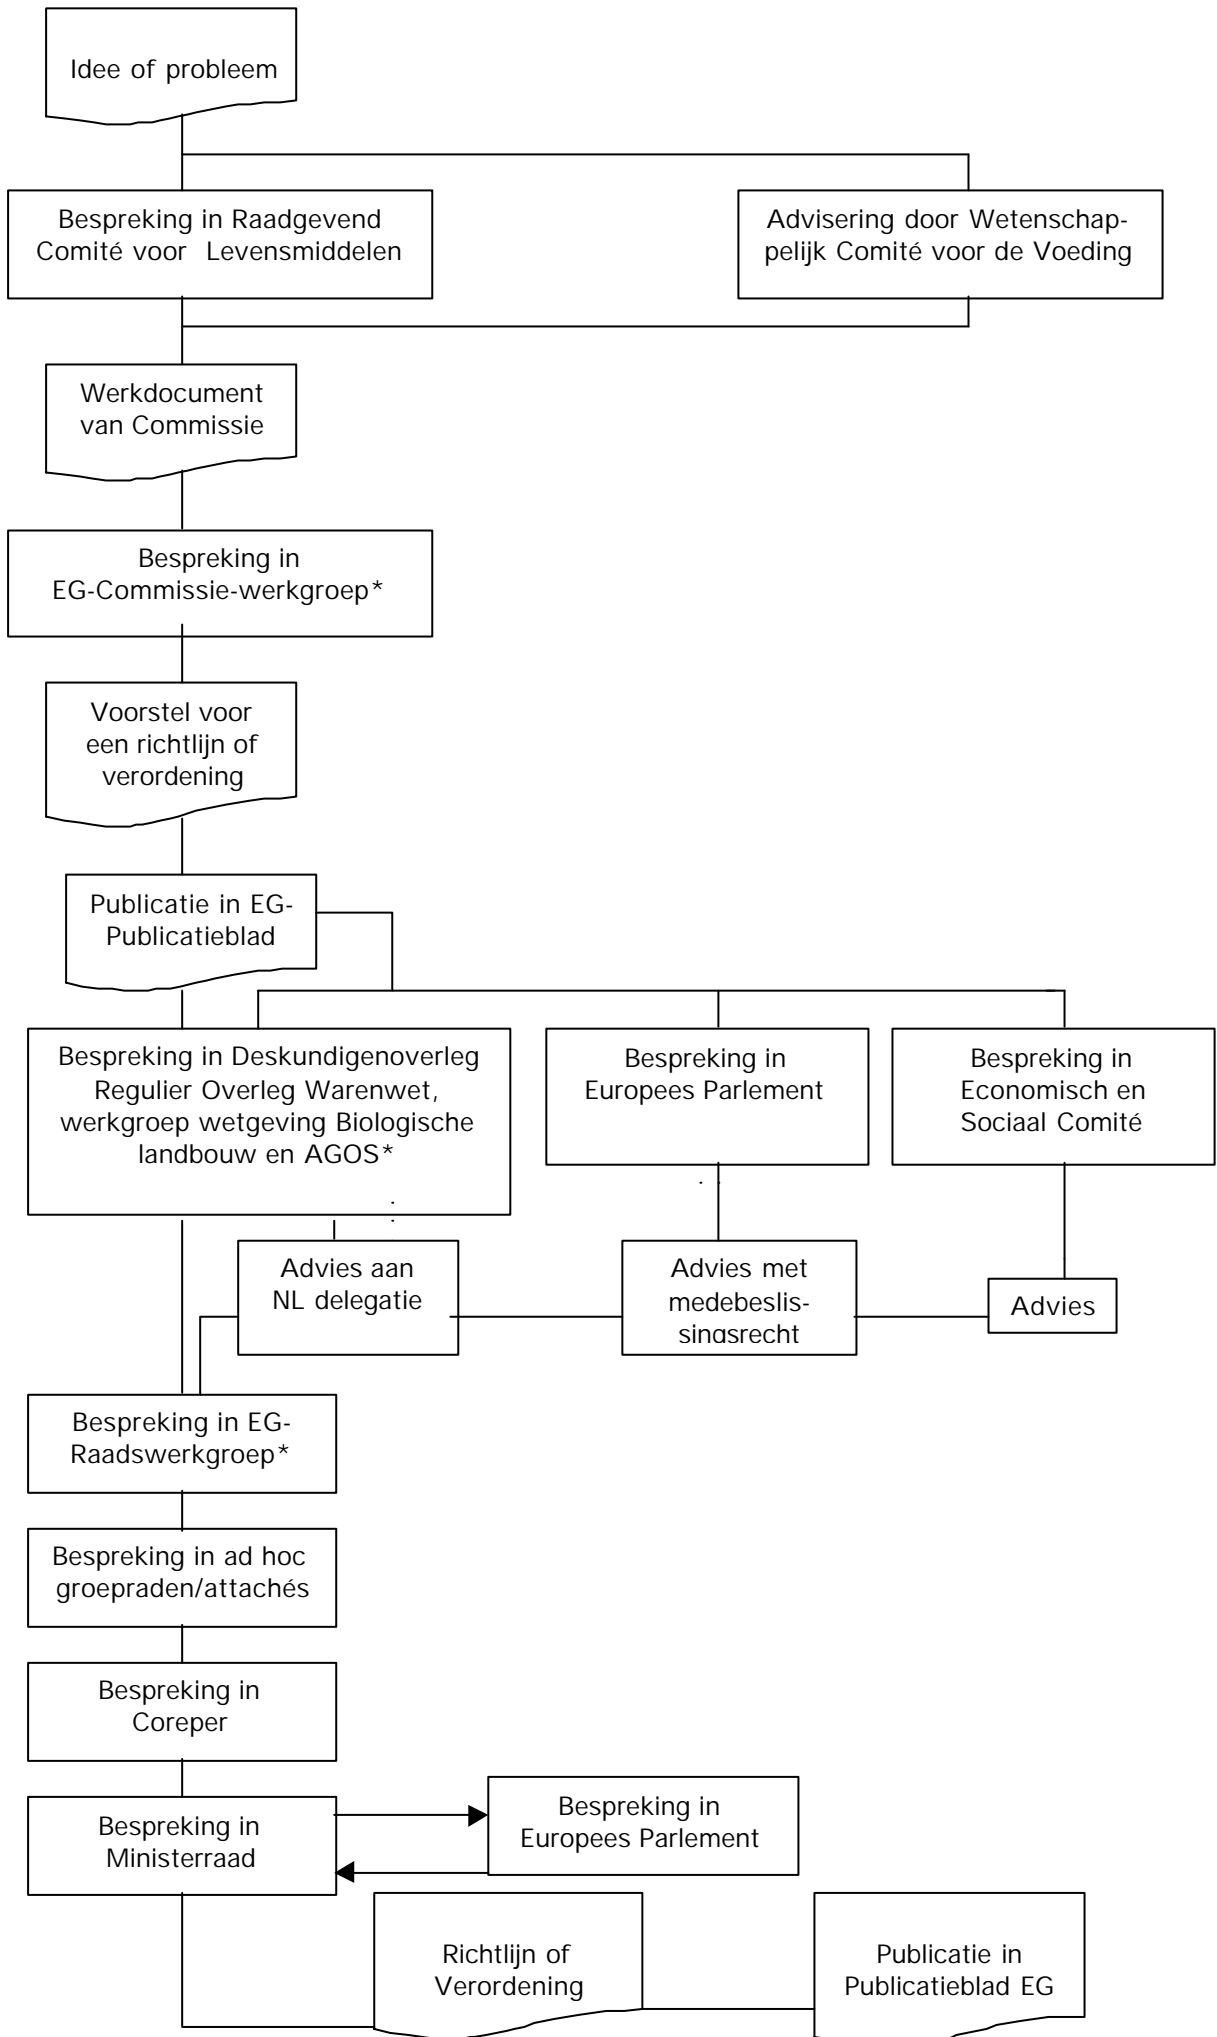 Idee of probleem
Bespreking in Raadgevend
Comité voor Levensmiddelen
Advisering door Wetenschap-
pelijk Comité voor de Voeding
Werkdocument
van Commissie
Bespreking in
EG-Commissie-werkgroep*
Voorstel voor
een richtlijn of
verordening
Publicatie in EG-
Publicatieblad
Bespreking in Deskundigenoverleg
Regulier Overleg Warenwet,
werkgroep wetgeving Biologische
landbouw en AGOS*
Bespreking in
Europees Parlement
Bespreking in
Economisch en
Sociaal Comité
Advies aan
NL delegatie
Advies met
medebeslis-
singsrecht
Advies
Bespreking in EG-
Raadswerkgroep*
Bespreking in ad hoc
groepraden/attachés
Bespreking in
Coreper
Bespreking in
Ministerraad
Bespreking in
Europees Parlement
Richtlijn of
Verordening
Publicatie in
Publicatieblad EG